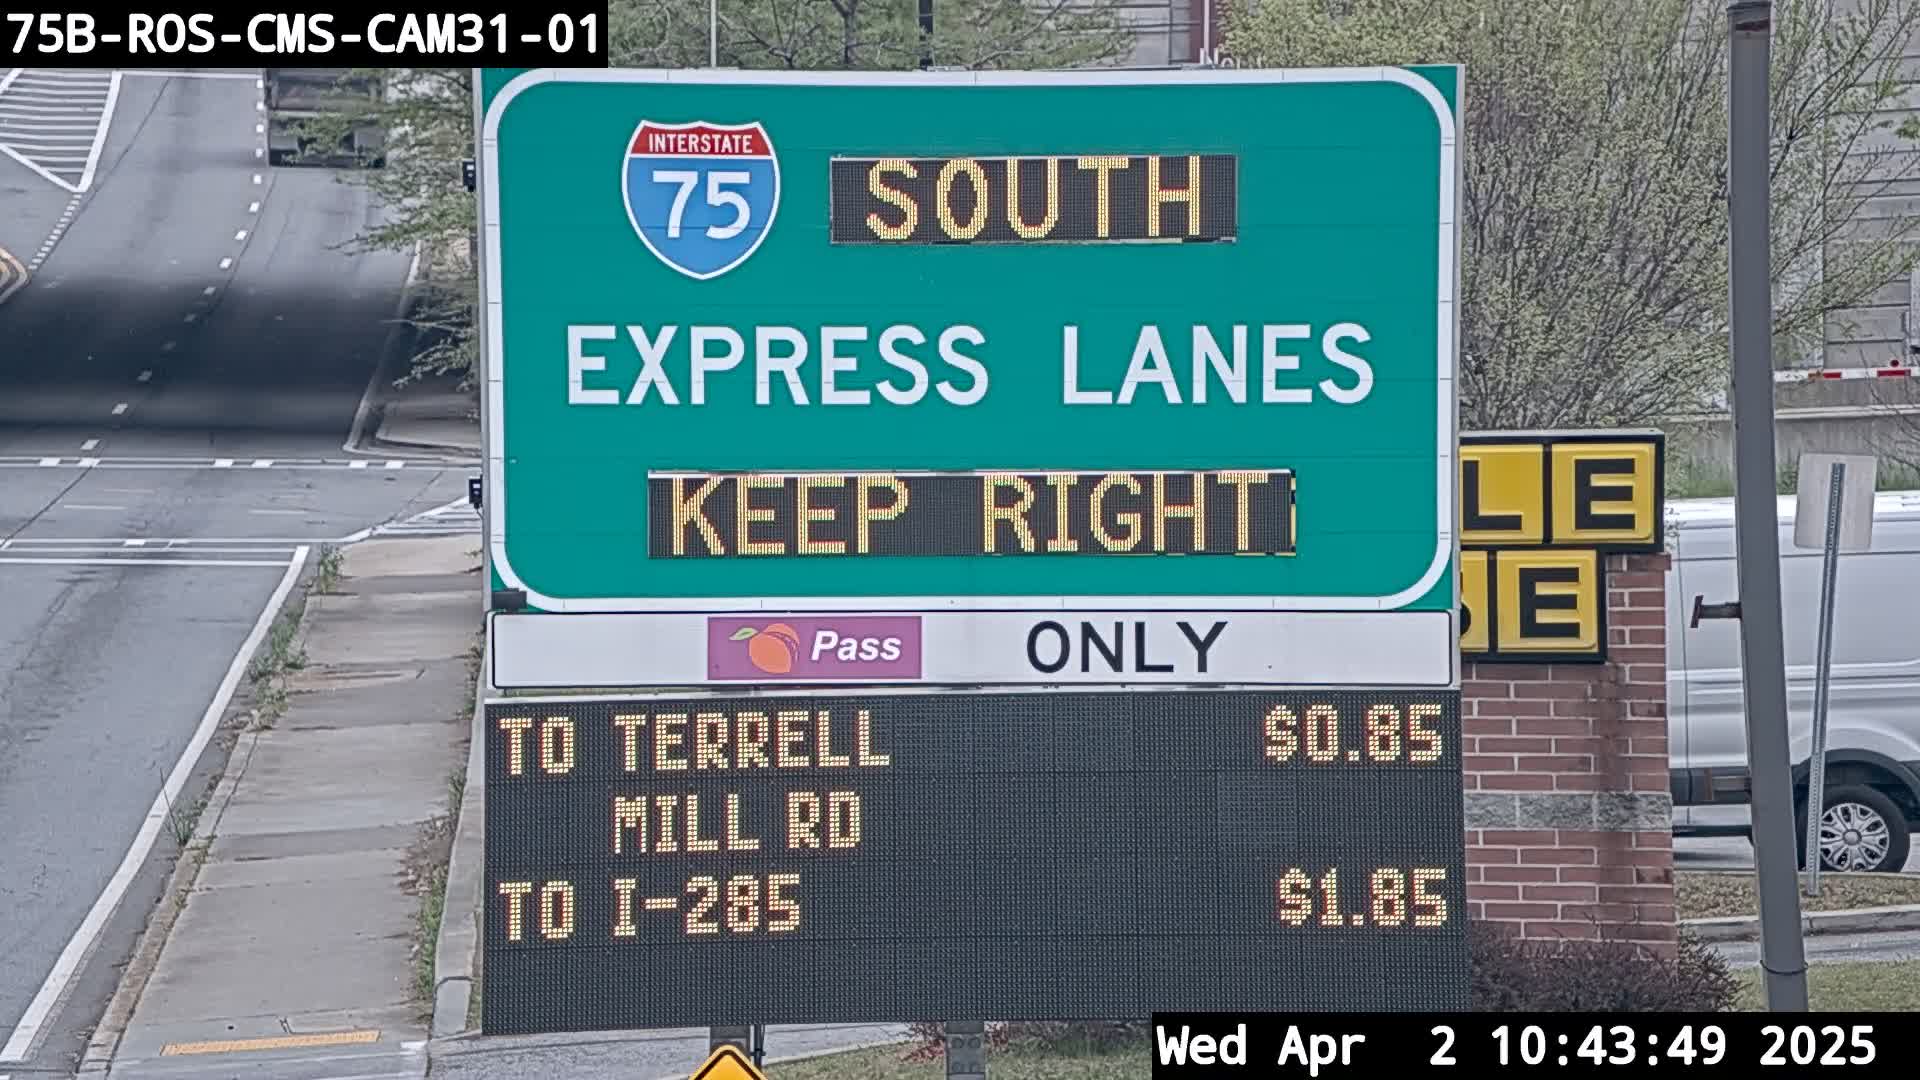 75B-ROS-CMS-CAM31-01
INTERSTATE
75
SOUTH
EXPRESS LANES
KEEP RIGHT
LE
E
Pass ONLY
TO TERRELL $0.85
MILL RD
TO I-285 $1.85
Wed Apr 2 10:43:49 2025